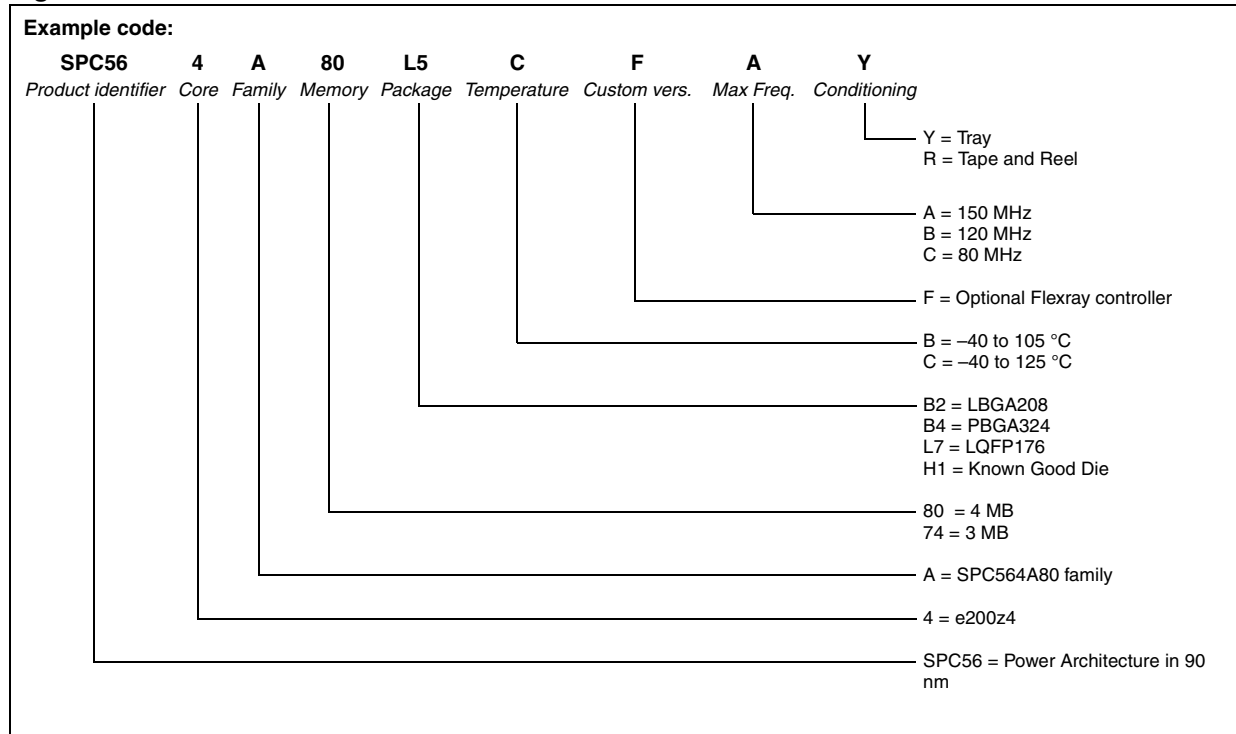 Example code:
SPC56 4 A 80 L5 C F A Y
Product identifier Core Family Memory Package Temperature Custom vers. Max Freq. Conditioning
Y = Tray
R = Tape and Reel
A = 150 MHz
B = 120 MHz
C = 80 MHz
F = Optional Flexray controller
B = –40 to 105 °C
C = –40 to 125 °C
B2 = LBGA208
B4 = PBGA324
L7 = LQFP176
H1 = Known Good Die
80 = 4 MB
74 = 3 MB
A = SPC564A80 family
4 = e200z4
SPC56 = Power Architecture in 90
nm